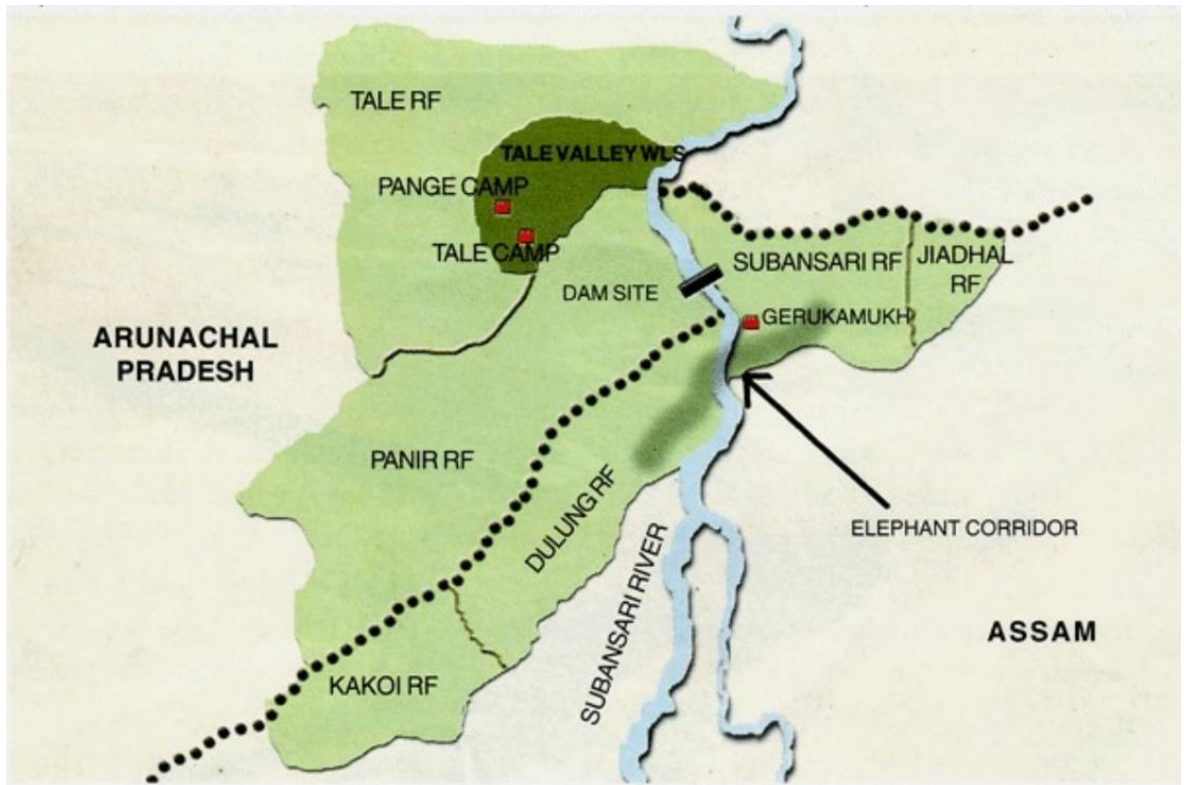 TALE RF
TALE VALLEY WLS
PANGE CAMP
TALE CAMP
SUBANSARI RF
JIADHAL
RF
DAM SITE
GERUKAMUKH
ARUNACHAL
PRADESH
PANIR RF
DULUNG RF
ELEPHANT CORRIDOR
SUBANSARI RIVER
ASSAM
KAKOI RF